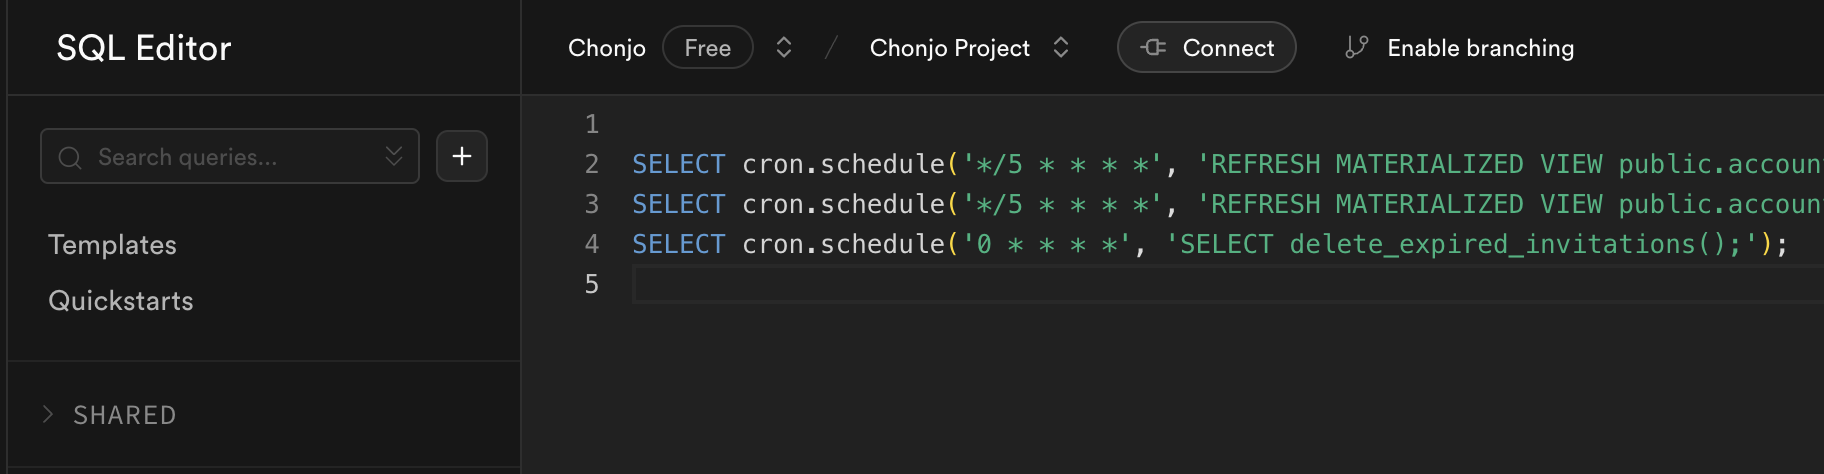 SQL Editor
Chonjo Free / Chonjo Project Connect Enable branching
Search queries...
Templates
Quickstarts
SHARED
1
2 SELECT cron.schedule('*/5 * * * *', 'REFRESH MATERIALIZED VIEW public.accoun
3 SELECT cron.schedule('*/5 * * * *', 'REFRESH MATERIALIZED VIEW public.accoun
4 SELECT cron.schedule('0 * * * *', 'SELECT delete_expired_invitations();');
5